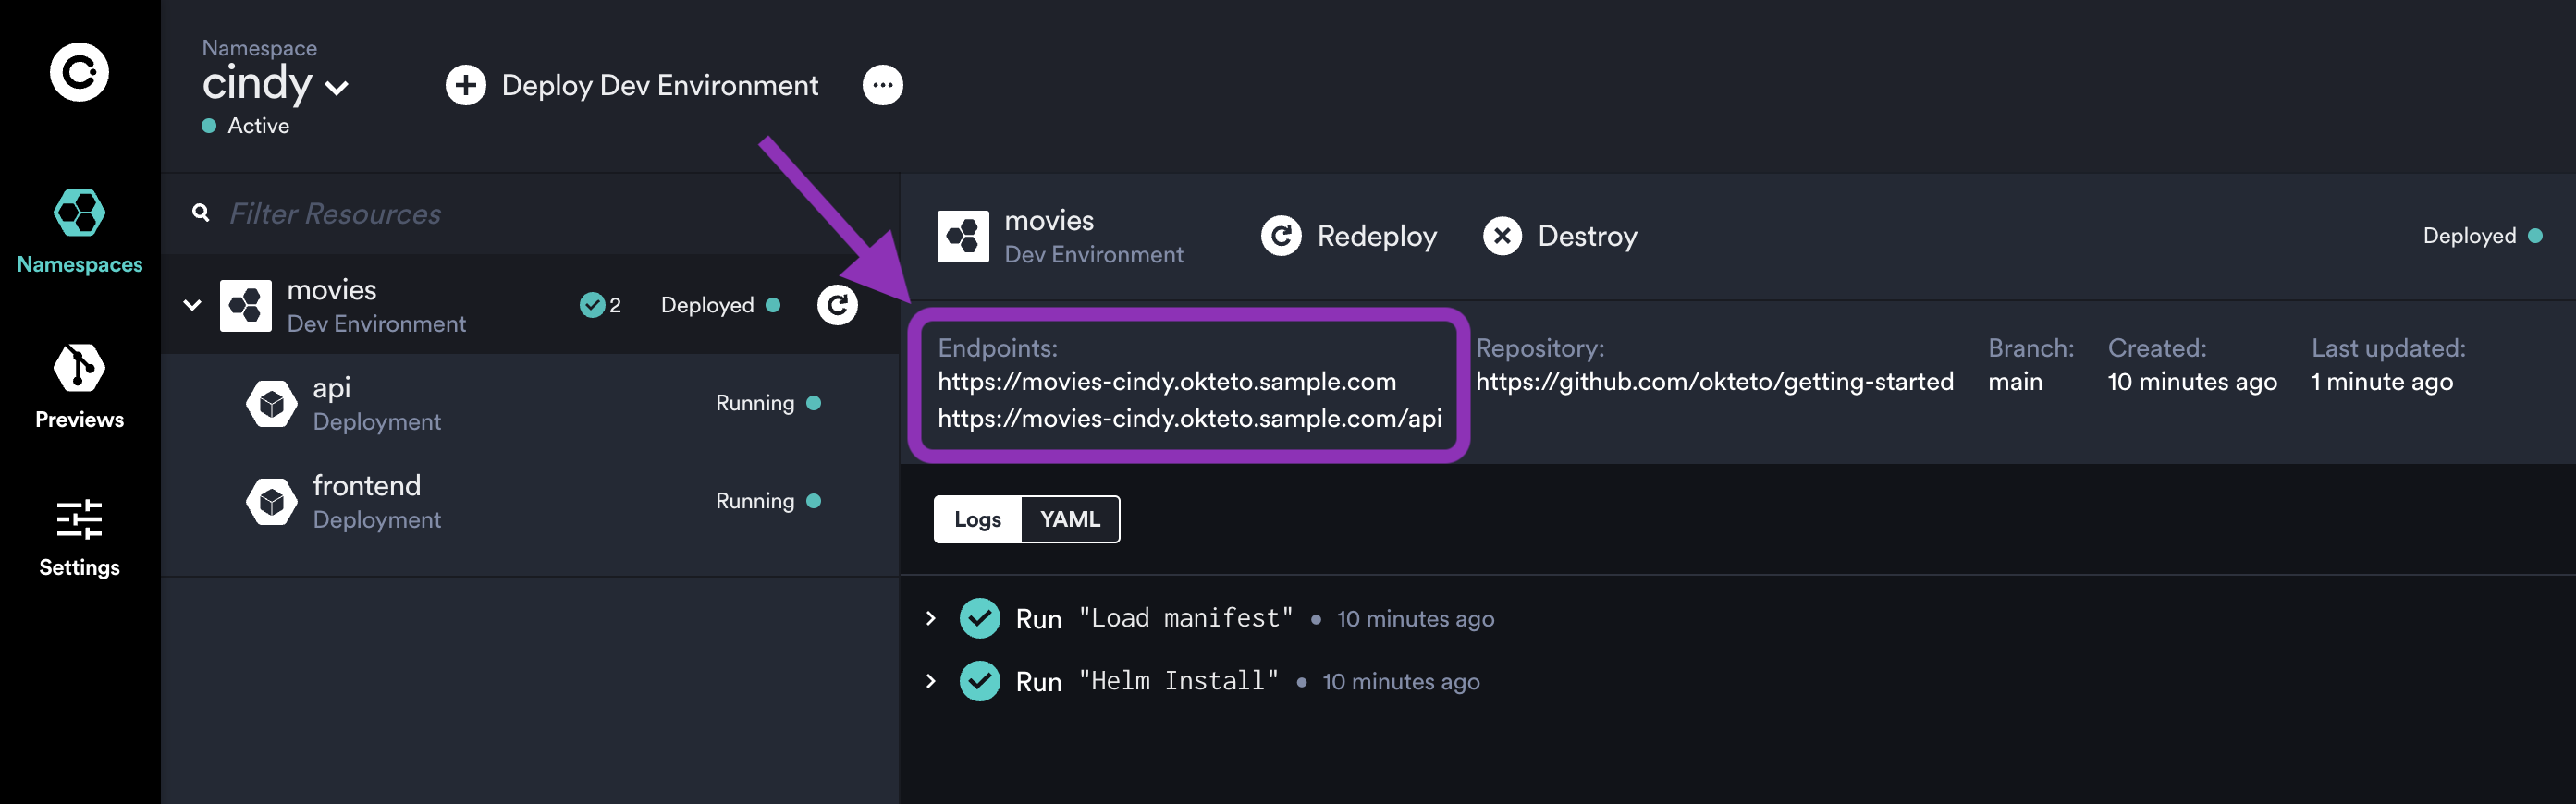 Namespace
cindy
Active
Deploy Dev Environment
Namespaces
Previews
Settings
Filter Resources
movies
Dev Environment
2
Deployed
api
Deployment
Running
frontend
Deployment
Running
movies
Dev Environment
Redeploy
Destroy
Deployed
Endpoints:
https://movies-cindy.okteto.sample.com
https://movies-cindy.okteto.sample.com/api
Repository:
https://github.com/okteto/getting-started
Branch:
main
Created:
10 minutes ago
Last updated:
1 minute ago
Logs
YAML
Run "Load manifest" • 10 minutes ago
Run "Helm Install" • 10 minutes ago